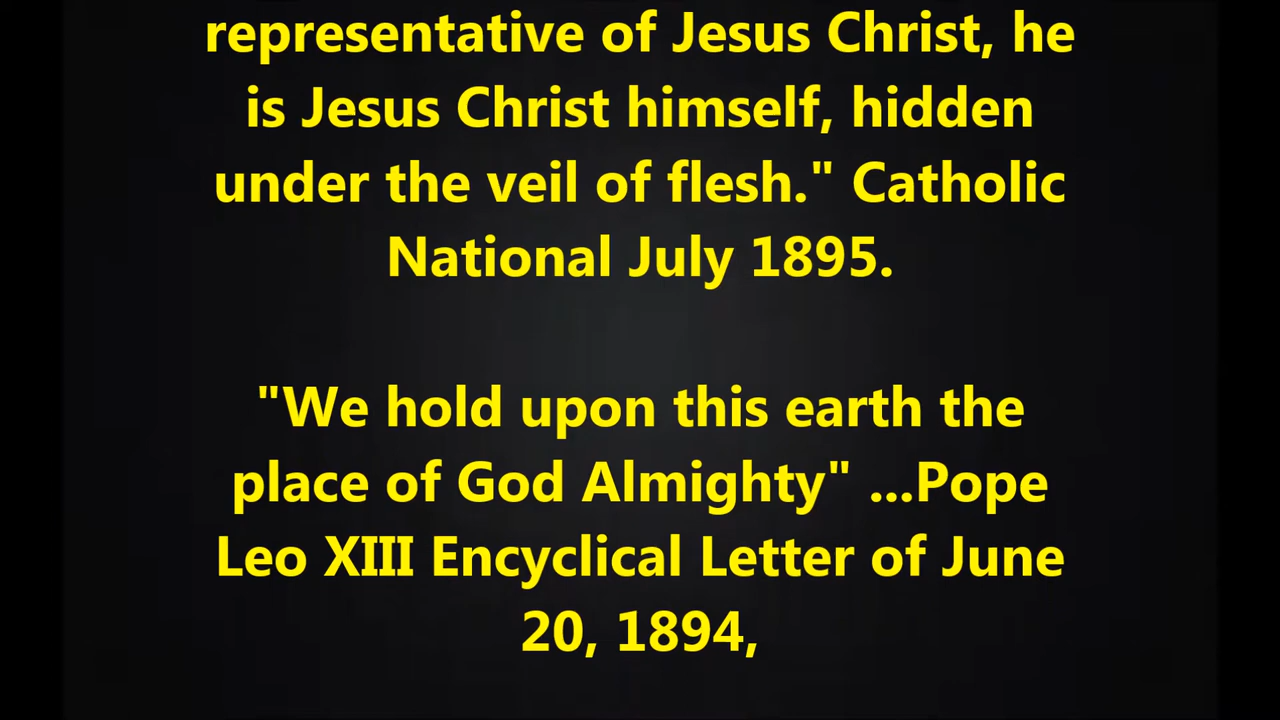 representative of Jesus Christ, he
is Jesus Christ himself, hidden
under the veil of flesh." Catholic
National July 1895.
"We hold upon this earth the
place of God Almighty" ...Pope
Leo XIII Encyclical Letter of June
20, 1894,